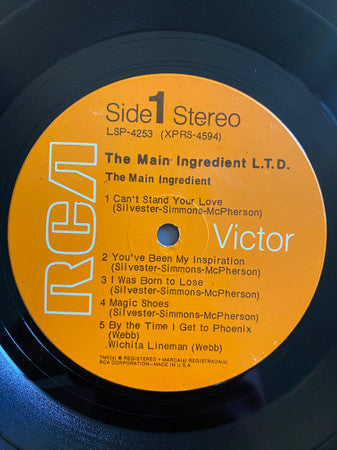 Side 1 Stereo
LSP-4253 (XPRS-4594)
The Main Ingredient L.T.D.
The Main Ingredient
1 Can't Stand Your Love
(Silvester-Simmons-McPherson)
RCA Victor
2 You've Been My Inspiration
(Silvester-Simmons-McPherson)
3 I Was Born to Lose
(Silvester-Simmons-McPherson)
4 Magic Shoes
(Silvester-Simmons-McPherson)
5 By the Time I Get to Phoenix
(Webb)
Wichita Lineman (Webb)
TMK(s) ® REGISTERED • MARCA(s) REGISTRADA(s)
RCA CORPORATION—MADE IN U.S.A.